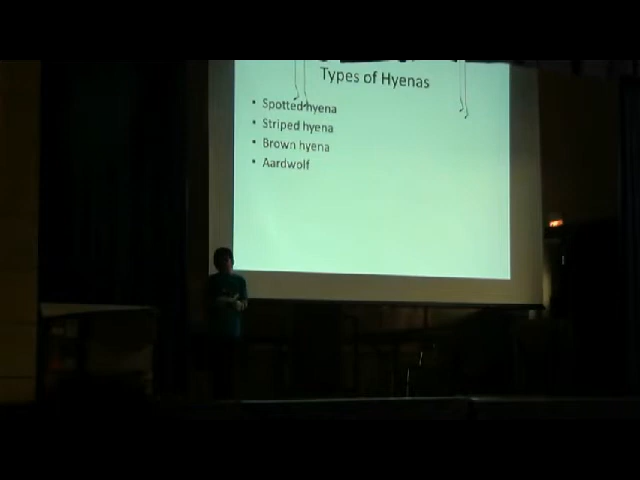 Types of Hyenas
• Spotted hyena
• Striped hyena
• Brown hyena
• Aardwolf